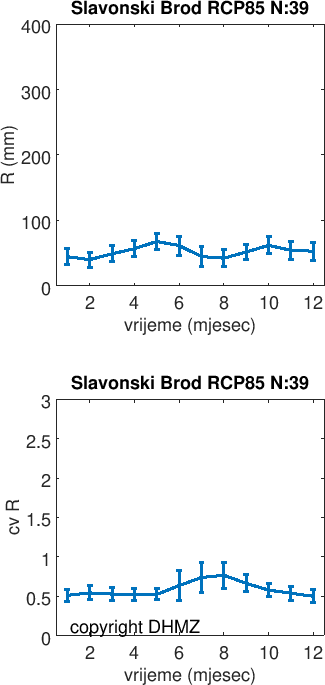 Slavonski Brod RCP85 N:39
400
300
200
100
0
R (mm)
2 4 6 8 10 12
vrijeme (mjesec)
Slavonski Brod RCP85 N:39
3
2.5
2
1.5
1
0.5
0
cv R
copyright DHMZ
2 4 6 8 10 12
vrijeme (mjesec)